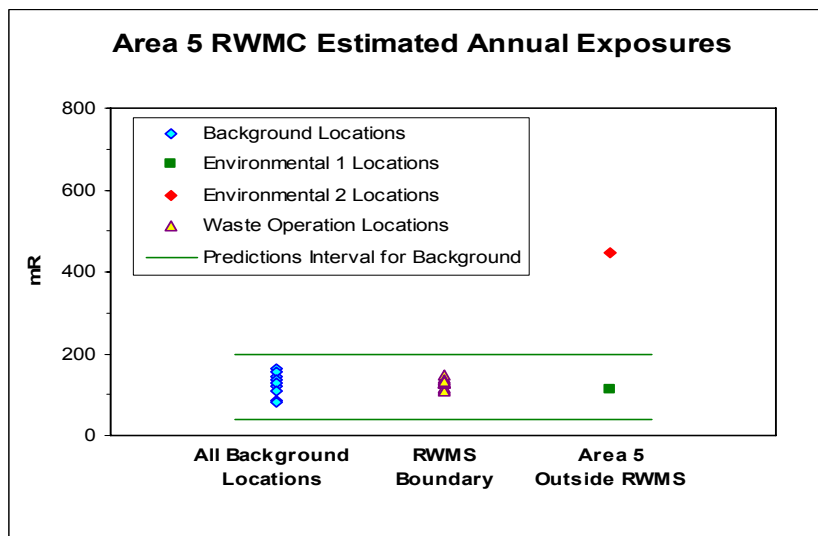 Area 5 RWMC Estimated Annual Exposures
800
600
400
200
0
mR
Background Locations
Environmental 1 Locations
Environmental 2 Locations
Waste Operation Locations
Predictions Interval for Background
All Background
Locations
RWMS
Boundary
Area 5
Outside RWMS